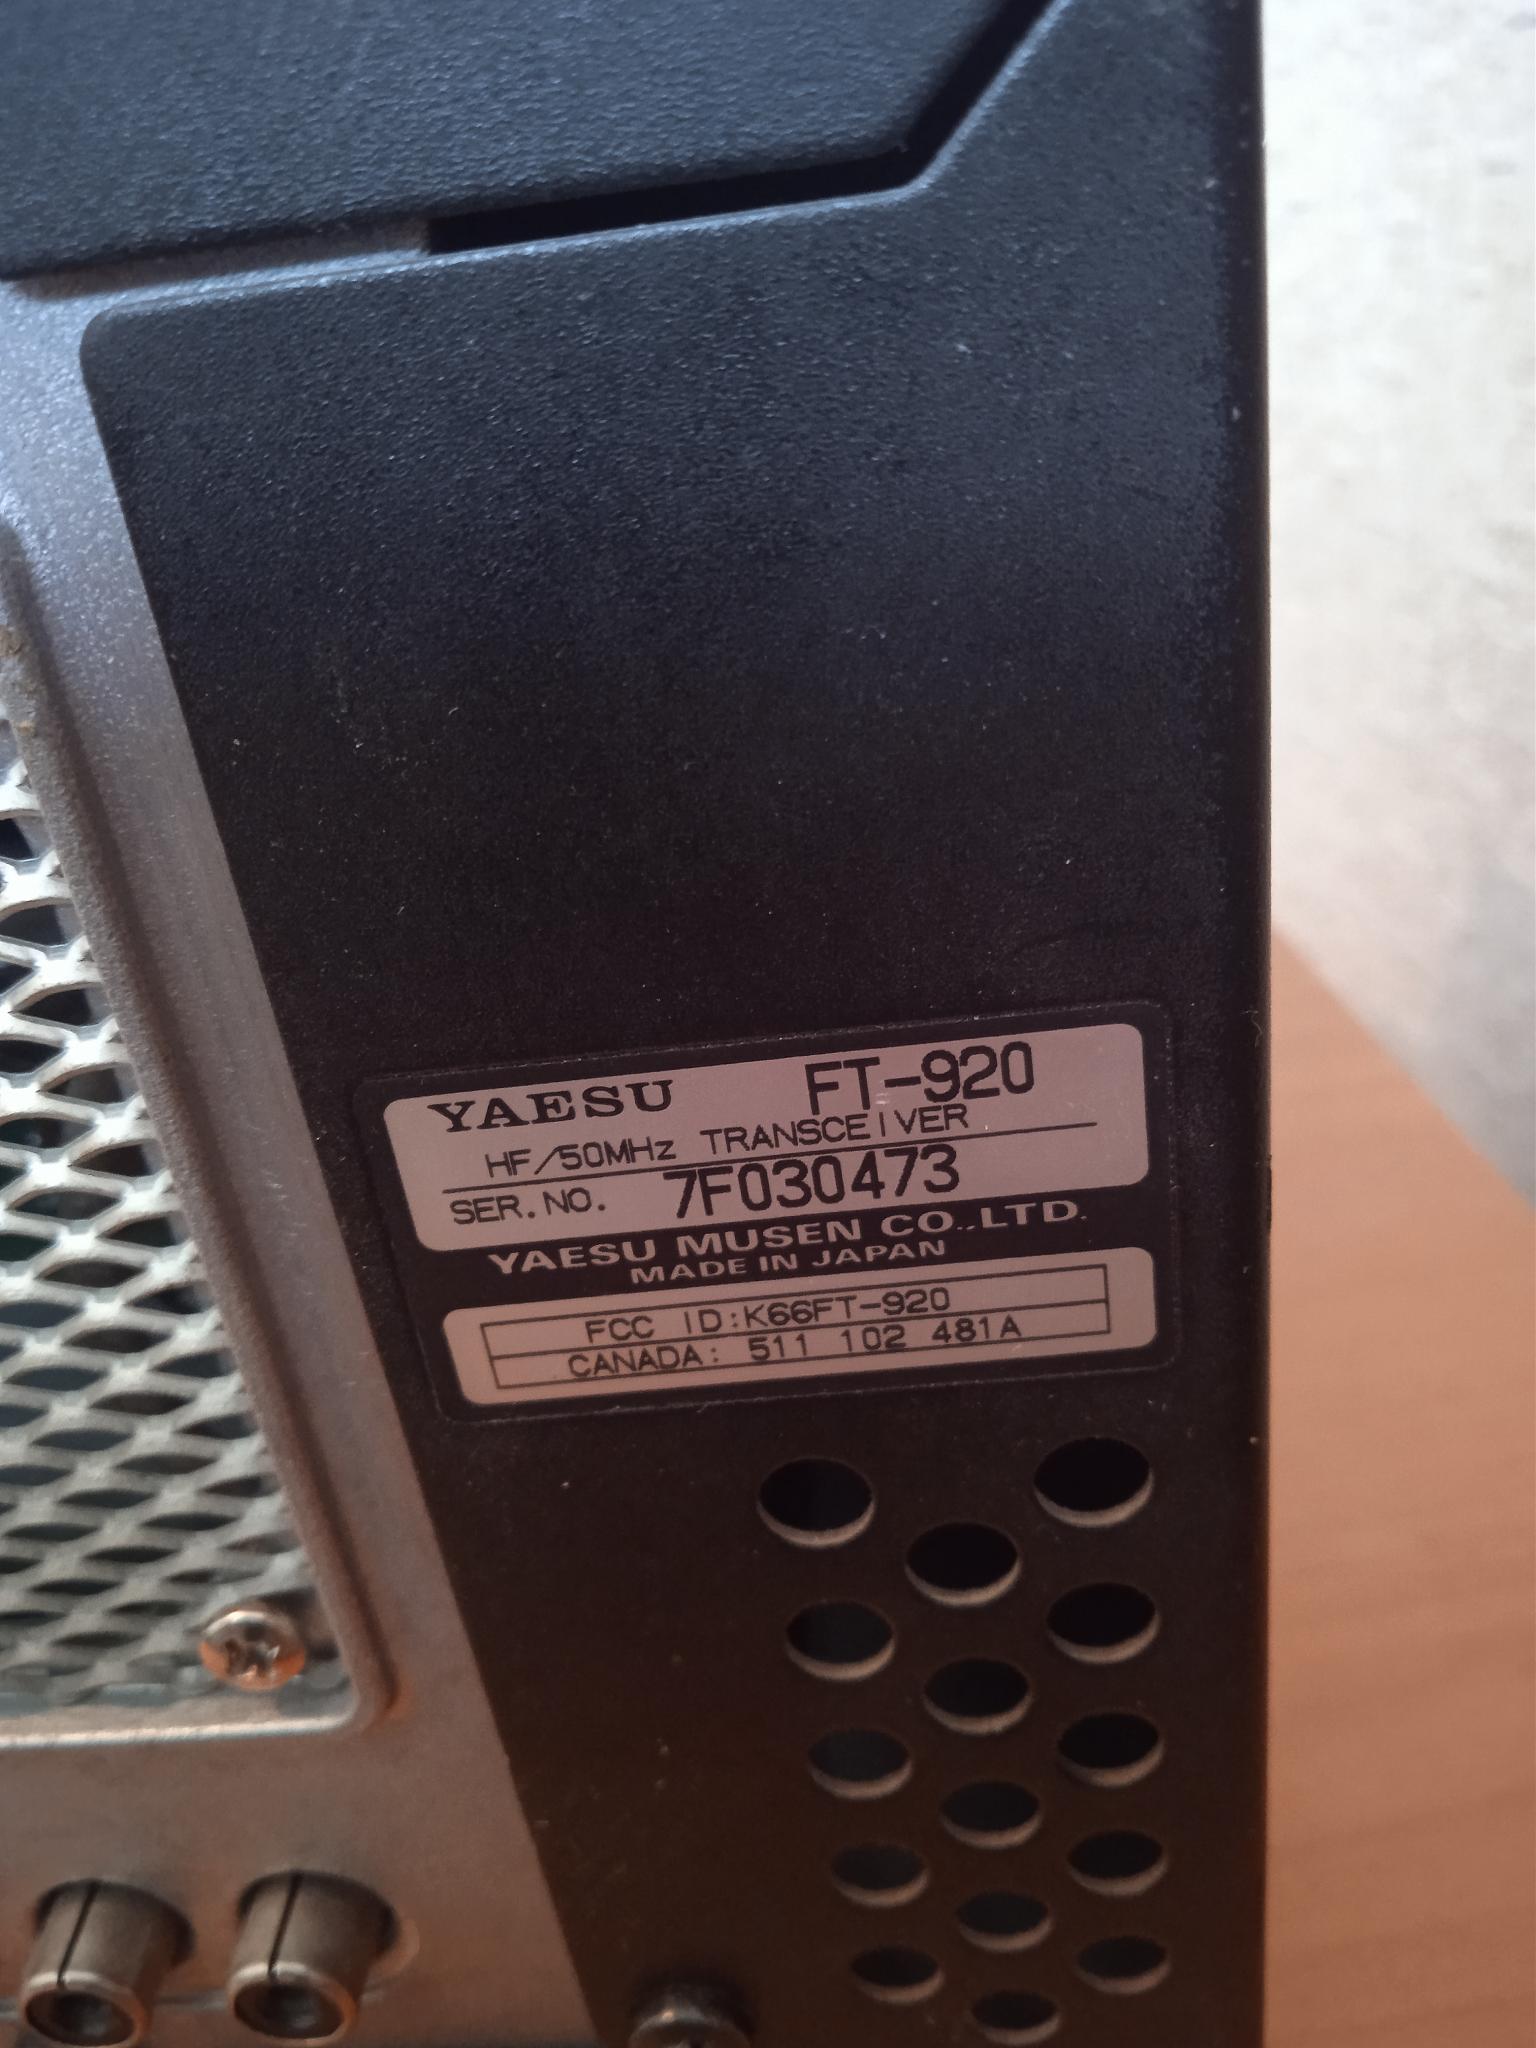 YAESU FT-920
HF/50MHz TRANSCEIVER
SER.NO. 7F030473
YAESU MUSEN CO.,LTD.
MADE IN JAPAN
FCC ID:K66FT-920
CANADA: 511 102 481A